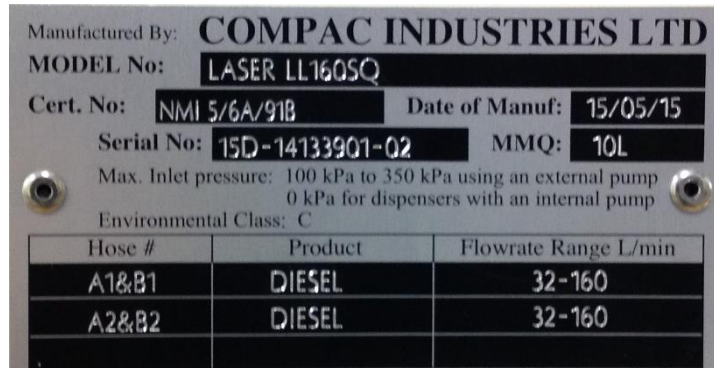 Manufactured By: COMPAC INDUSTRIES LTD
MODEL No: LASER LL160SQ
Cert. No: NMI 5/6A/91B Date of Manuf: 15/05/15
Serial No: 15D-14133901-02 MMQ: 10L
Max. Inlet pressure: 100 kPa to 350 kPa using an external pump
0 kPa for dispensers with an internal pump
Environmental Class: C
Hose # Product Flowrate Range L/min
A1&B1 DIESEL 32-160
A2&B2 DIESEL 32-160